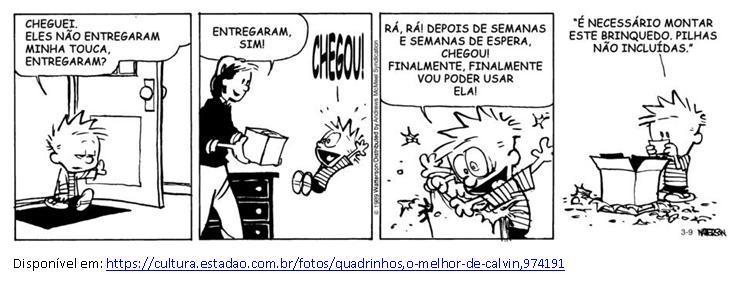 CHEGUEI.
ELES NÃO ENTREGARAM
MINHA TOUCA,
ENTREGARAM?
ENTREGARAM,
SIM!
CHEGOU!
© 1989 Watterson/Distributed by Andrews McMeel Syndication
RÁ, RÁ! DEPOIS DE SEMANAS
E SEMANAS DE ESPERA,
CHEGOU!
FINALMENTE, FINALMENTE
VOU PODER USAR
ELA!
"É NECESSÁRIO MONTAR
ESTE BRINQUEDO. PILHAS
NÃO INCLUÍDAS."
3-9 WATTERSON
Disponível em: https://cultura.estadao.com.br/fotos/quadrinhos,o-melhor-de-calvin,974191